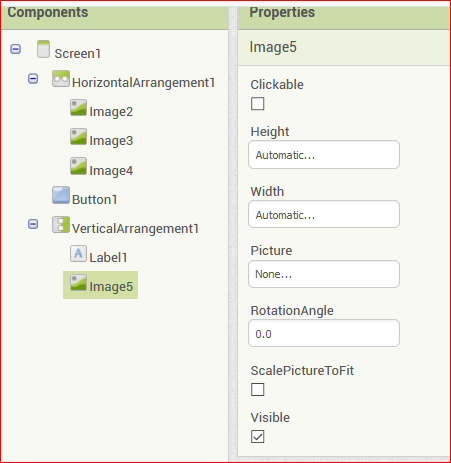 Components
Screen1
HorizontalArrangement1
Image2
Image3
Image4
Button1
VerticalArrangement1
A Label1
Image5
Properties
Image5
Clickable
Height
Automatic...
Width
Automatic...
Picture
None...
RotationAngle
0.0
ScalePictureToFit
Visible